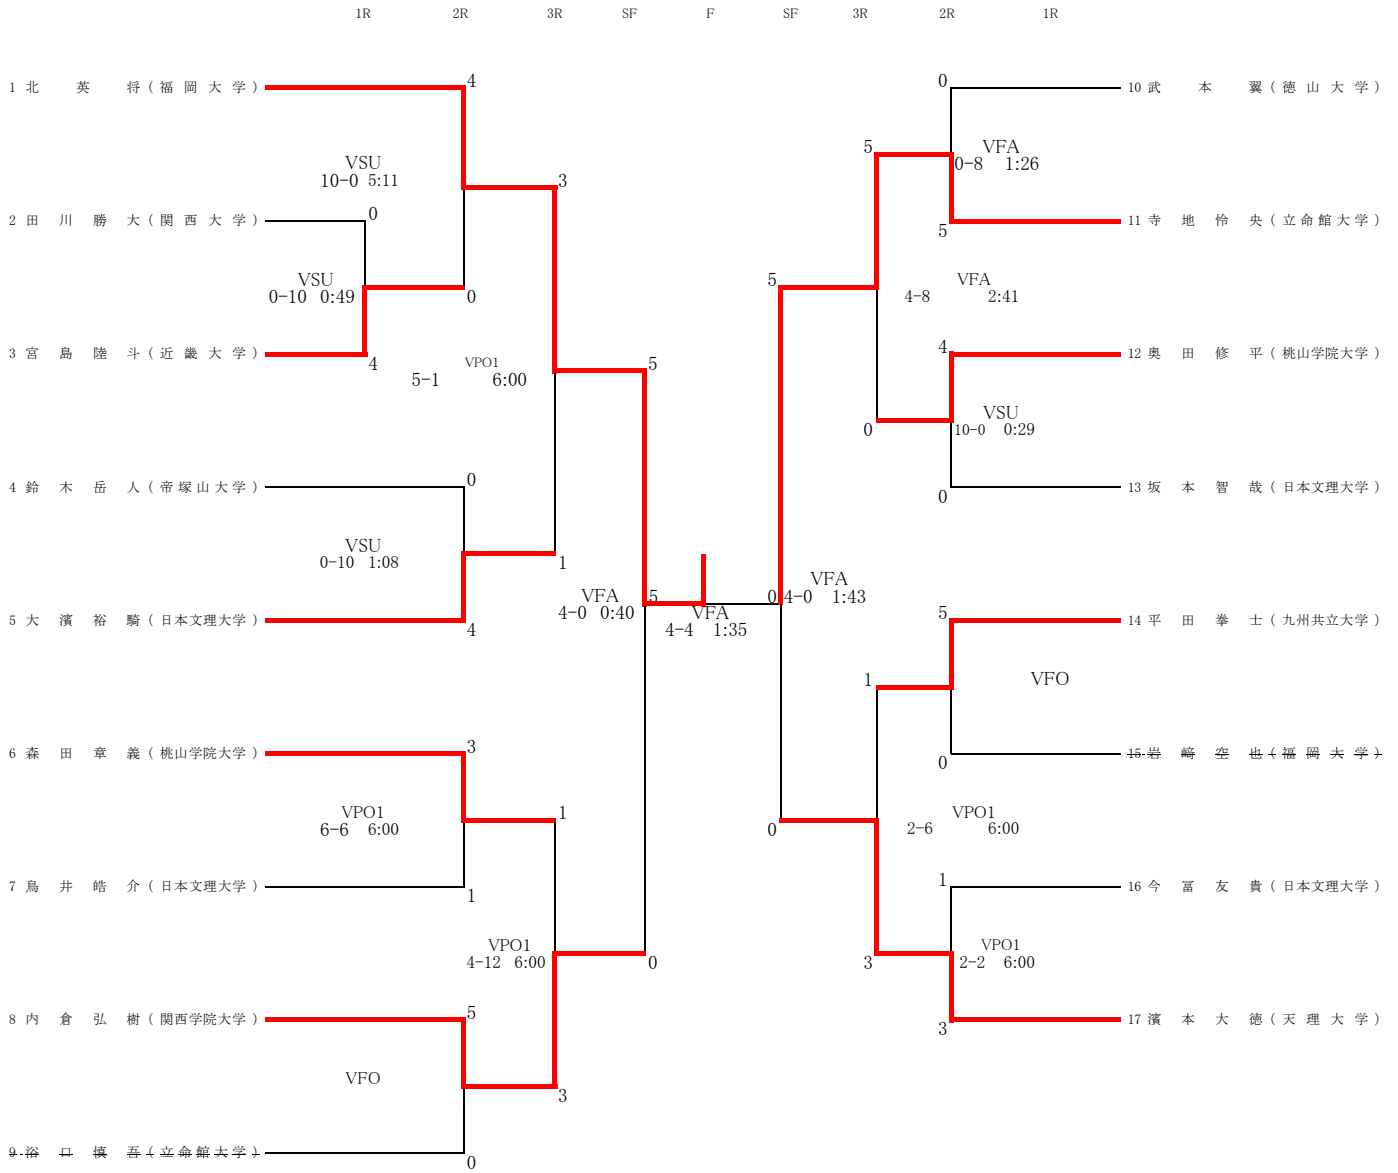 1R 2R 3R SF F SF 3R 2R 1R
1 北 英 将 ( 福 岡 大 学 )
4
VSU
10-0 5:11
2 田 川 勝 大 ( 関 西 大 学 )
0
VSU
0-10 0:49
3 宮 島 陸 斗 ( 近 畿 大 学 )
4
0
3
VPO1
5-1 6:00
4 鈴 木 岳 人 ( 帝 塚 山 大 学 )
0
VSU
0-10 1:08
5 大 濱 裕 騎 ( 日本文理大学 )
4
1
5
VFA
4-0 0:40
6 森 田 章 義 ( 桃山学院大学 )
3
VPO1
6-6 6:00
7 鳥 井 皓 介 ( 日本文理大学 )
1
1
VPO1
4-12 6:00
8 内 倉 弘 樹 ( 関西学院大学 )
5
VFO
9 浴 口 慎 吾 ( 立 命 館 大 学 )
0
3
0
5
VFA
4-4 1:35
0
10 武 本 翼 ( 徳 山 大 学 )
0
VFA
0-8 1:26
11 寺 地 怜 央 ( 立 命 館 大 学 )
5
5
VFA
4-8 2:41
12 奥 田 修 平 ( 桃山学院大学 )
4
VSU
10-0 0:29
13 坂 本 智 哉 ( 日本文理大学 )
0
0
5
VFA
4-0 1:43
14 平 田 拳 士 ( 九州共立大学 )
5
VFO
15 岩 﨑 空 也 ( 福 岡 大 学 )
0
1
VPO1
2-6 6:00
16 今 冨 友 貴 ( 日本文理大学 )
1
VPO1
2-2 6:00
17 濱 本 大 徳 ( 天 理 大 学 )
3
3
0